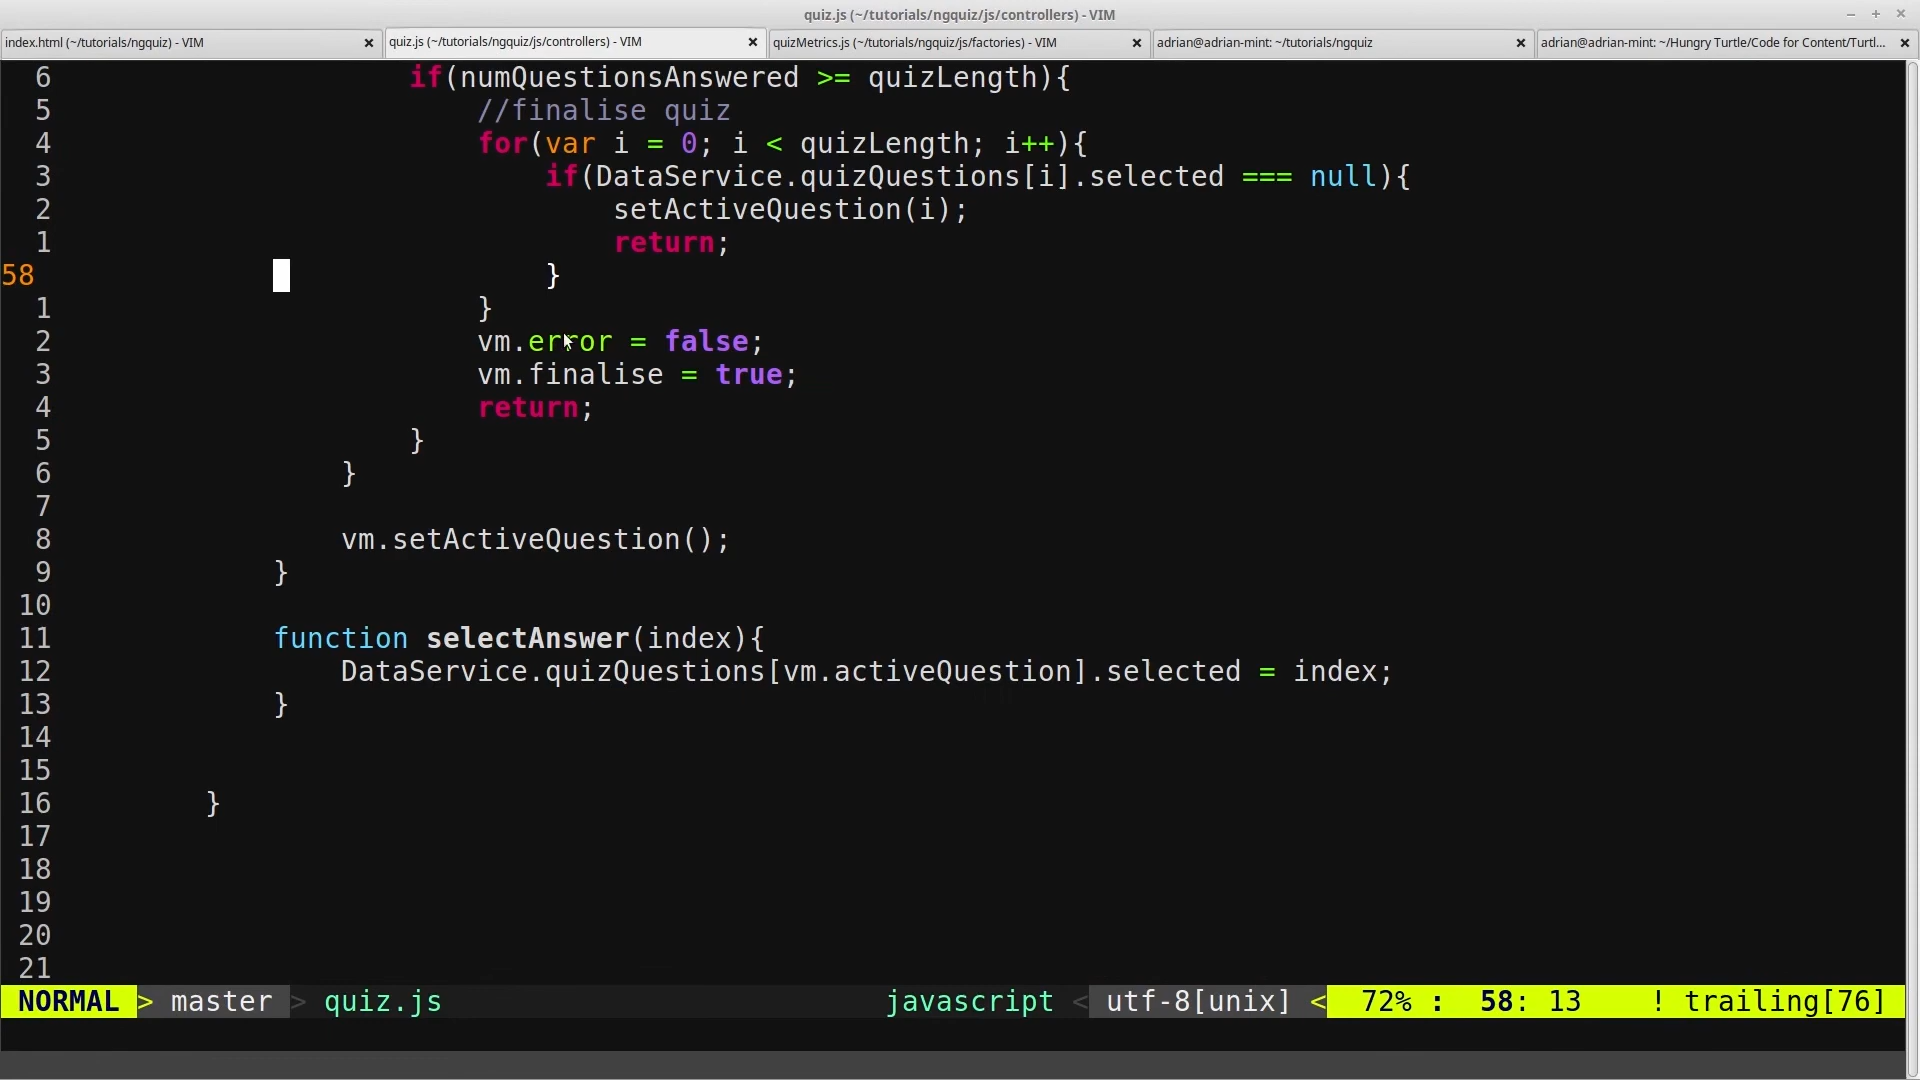 quiz.js (~/tutorials/ngquiz/js/controllers) - VIM
index.html (~/tutorials/ngquiz) - VIM
quiz.js (~/tutorials/ngquiz/js/controllers) - VIM
quizMetrics.js (~/tutorials/ngquiz/js/factories) - VIM
adrian@adrian-mint: ~/tutorials/ngquiz
adrian@adrian-mint: ~/Hungry Turtle/Code for Content/Turtl...
6 if(numQuestionsAnswered >= quizLength){
5 //finalise quiz
4 for(var i = 0; i < quizLength; i++){
3 if(DataService.quizQuestions[i].selected === null){
2 setActiveQuestion(i);
1 return;
58 }
1 }
2 vm.error = false;
3 vm.finalise = true;
4 return;
5 }
6 }
7
8 vm.setActiveQuestion();
9 }
10
11 function selectAnswer(index){
12 DataService.quizQuestions[vm.activeQuestion].selected = index;
13 }
14
15
16 }
17
18
19
20
21
NORMAL > master > quiz.js javascript < utf-8[unix] < 72% : 58: 13 ! trailing[76]